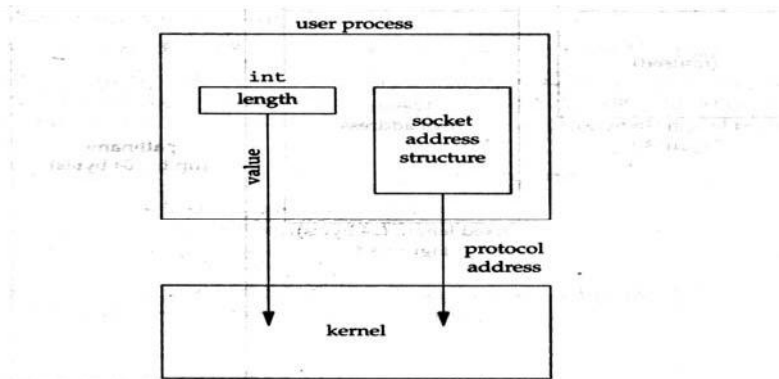 user process
int
length
socket
address
structure
value
protocol
address
kernel